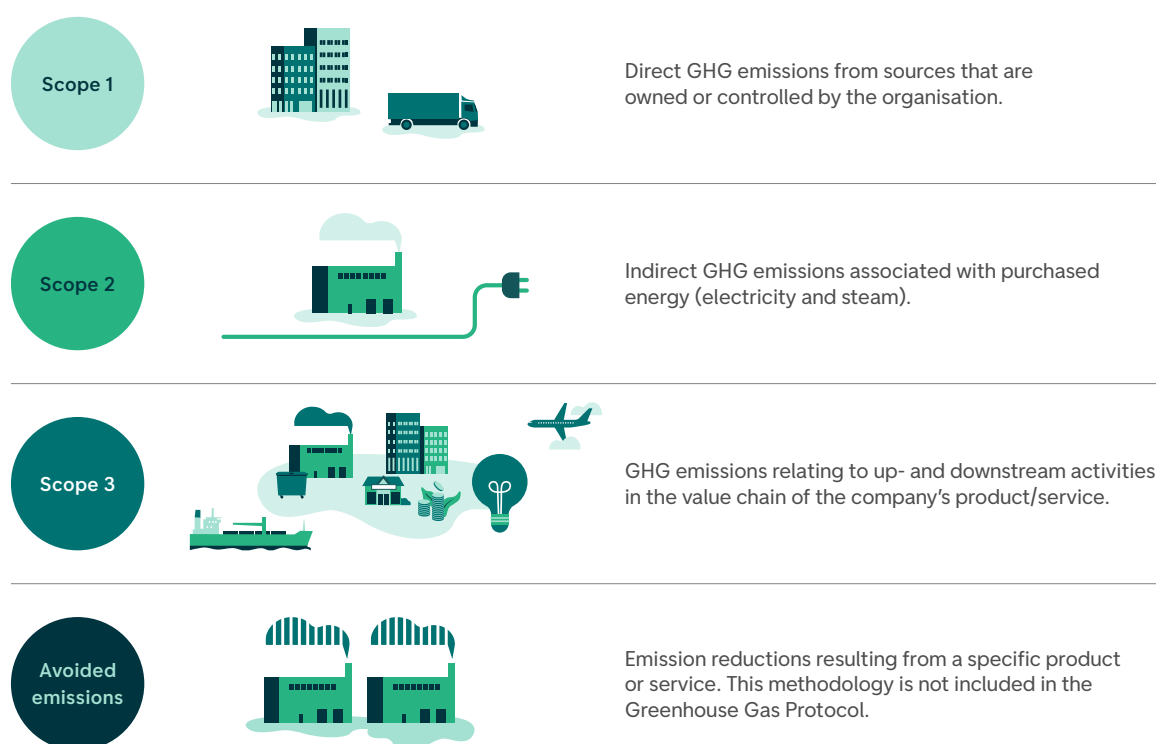 Scope 1
Direct GHG emissions from sources that are
owned or controlled by the organisation.
Scope 2
Indirect GHG emissions associated with purchased
energy (electricity and steam).
Scope 3
GHG emissions relating to up- and downstream activities
in the value chain of the company’s product/service.
Avoided
emissions
Emission reductions resulting from a specific product
or service. This methodology is not included in the
Greenhouse Gas Protocol.